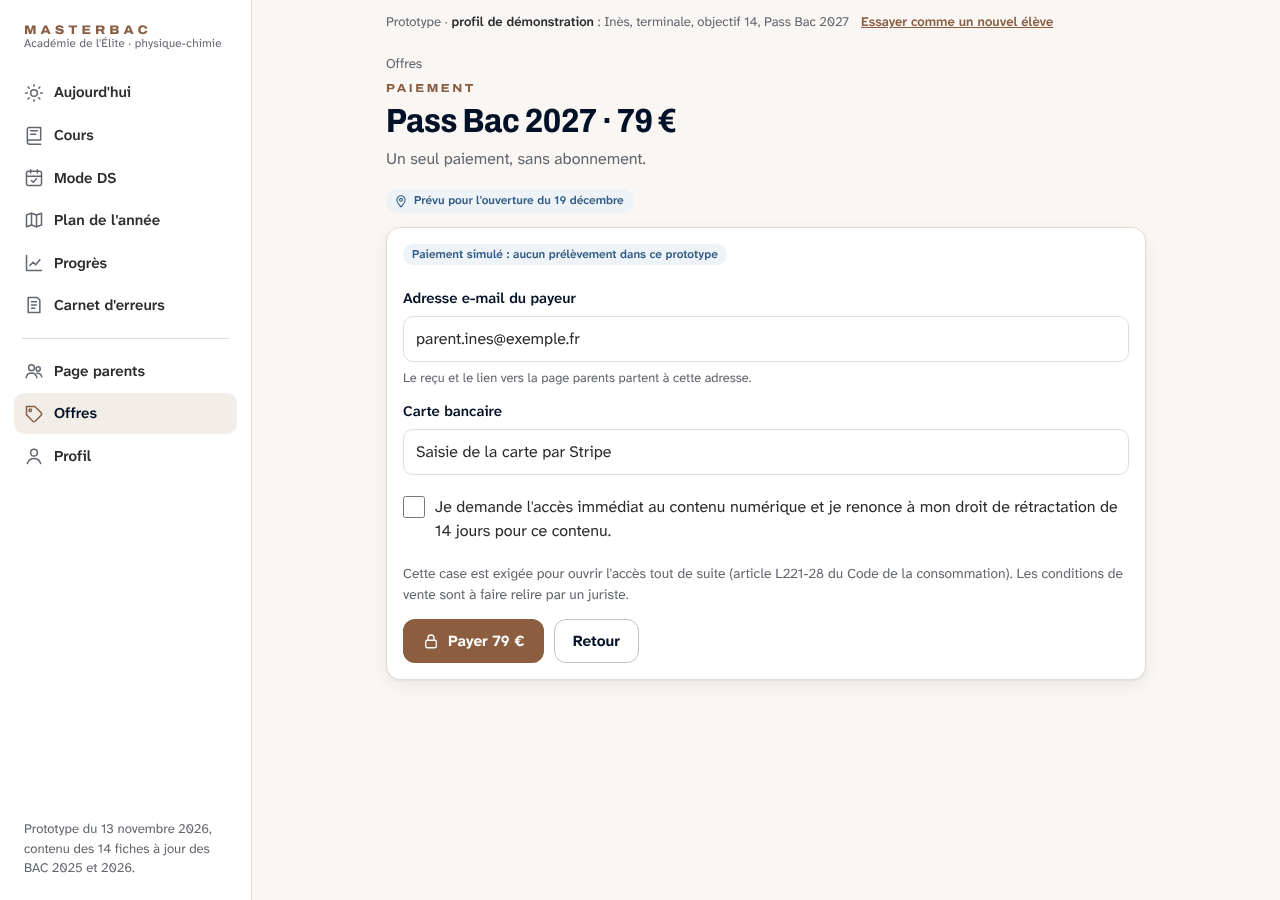 MASTERBAC
Académie de l'Élite · physique-chimie
Aujourd'hui
Cours
Mode DS
Plan de l'année
Progrès
Carnet d'erreurs
Page parents
Offres
Profil
Prototype du 13 novembre 2026,
contenu des 14 fiches à jour des
BAC 2025 et 2026.
Prototype · profil de démonstration : Inès, terminale, objectif 14, Pass Bac 2027 Essayer comme un nouvel élève
Offres
PAIEMENT
Pass Bac 2027 · 79 €
Un seul paiement, sans abonnement.
Prévu pour l'ouverture du 19 décembre
Paiement simulé : aucun prélèvement dans ce prototype
Adresse e-mail du payeur
parent.ines@exemple.fr
Le reçu et le lien vers la page parents partent à cette adresse.
Carte bancaire
Saisie de la carte par Stripe
Je demande l'accès immédiat au contenu numérique et je renonce à mon droit de rétractation de
14 jours pour ce contenu.
Cette case est exigée pour ouvrir l'accès tout de suite (article L221-28 du Code de la consommation). Les conditions de
vente sont à faire relire par un juriste.
Payer 79 €
Retour